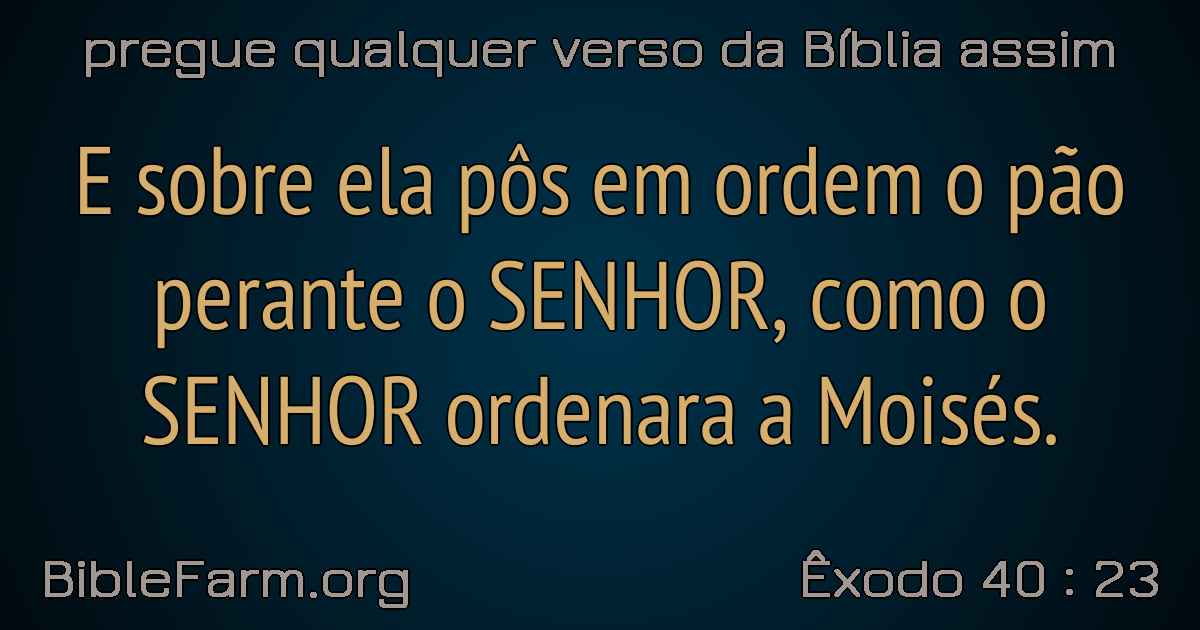 pregue qualquer verso da Bíblia assim
E sobre ela pôs em ordem o pão
perante o SENHOR, como o
SENHOR ordenara a Moisés.
BibleFarm.org
Êxodo 40 : 23